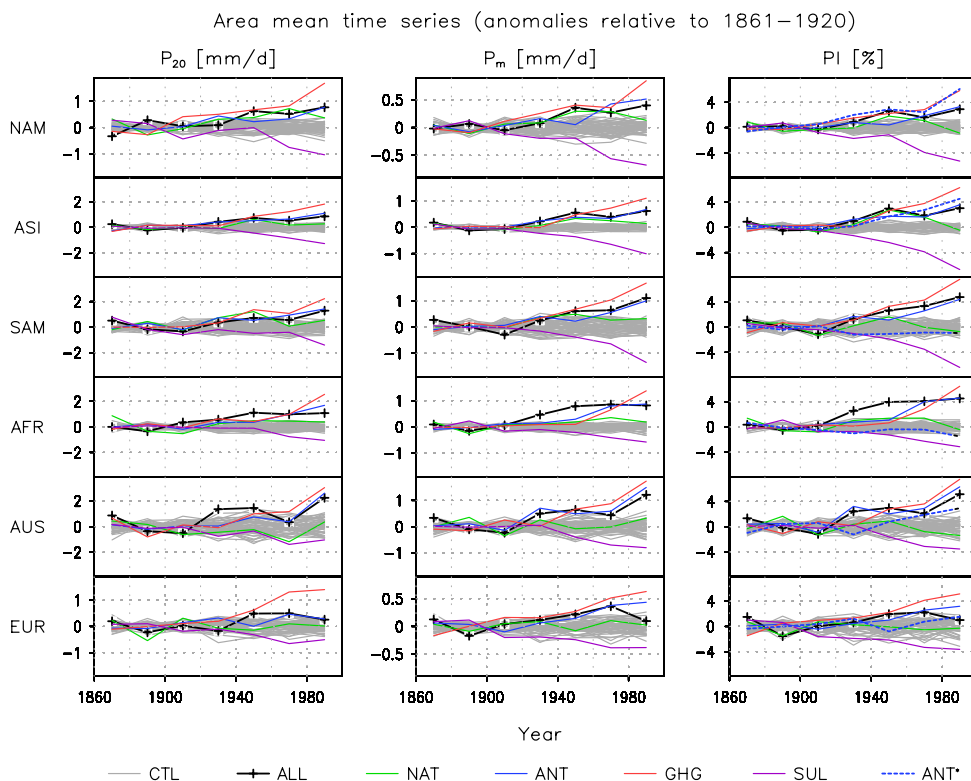 Area mean time series (anomalies relative to 1861−1920)
P20 [mm/d] Pm [mm/d] PI [%]
NAM 1 0 −1 0.5 0 −0.5 4 0 −4
ASI 2 0 −2 1 0 −1 4 0 −4
SAM 2 0 −2 1 0 −1 4 0 −4
AFR 2 0 −2 1 0 −1 4 0 −4
AUS 2 0 −2 1 0 −1 4 0 −4
EUR 1 0 −1 0.5 0 −0.5 4 0 −4
1860 1900 1940 1980 1860 1900 1940 1980 1860 1900 1940 1980
Year
CTL ALL NAT ANT GHG SUL ANT*